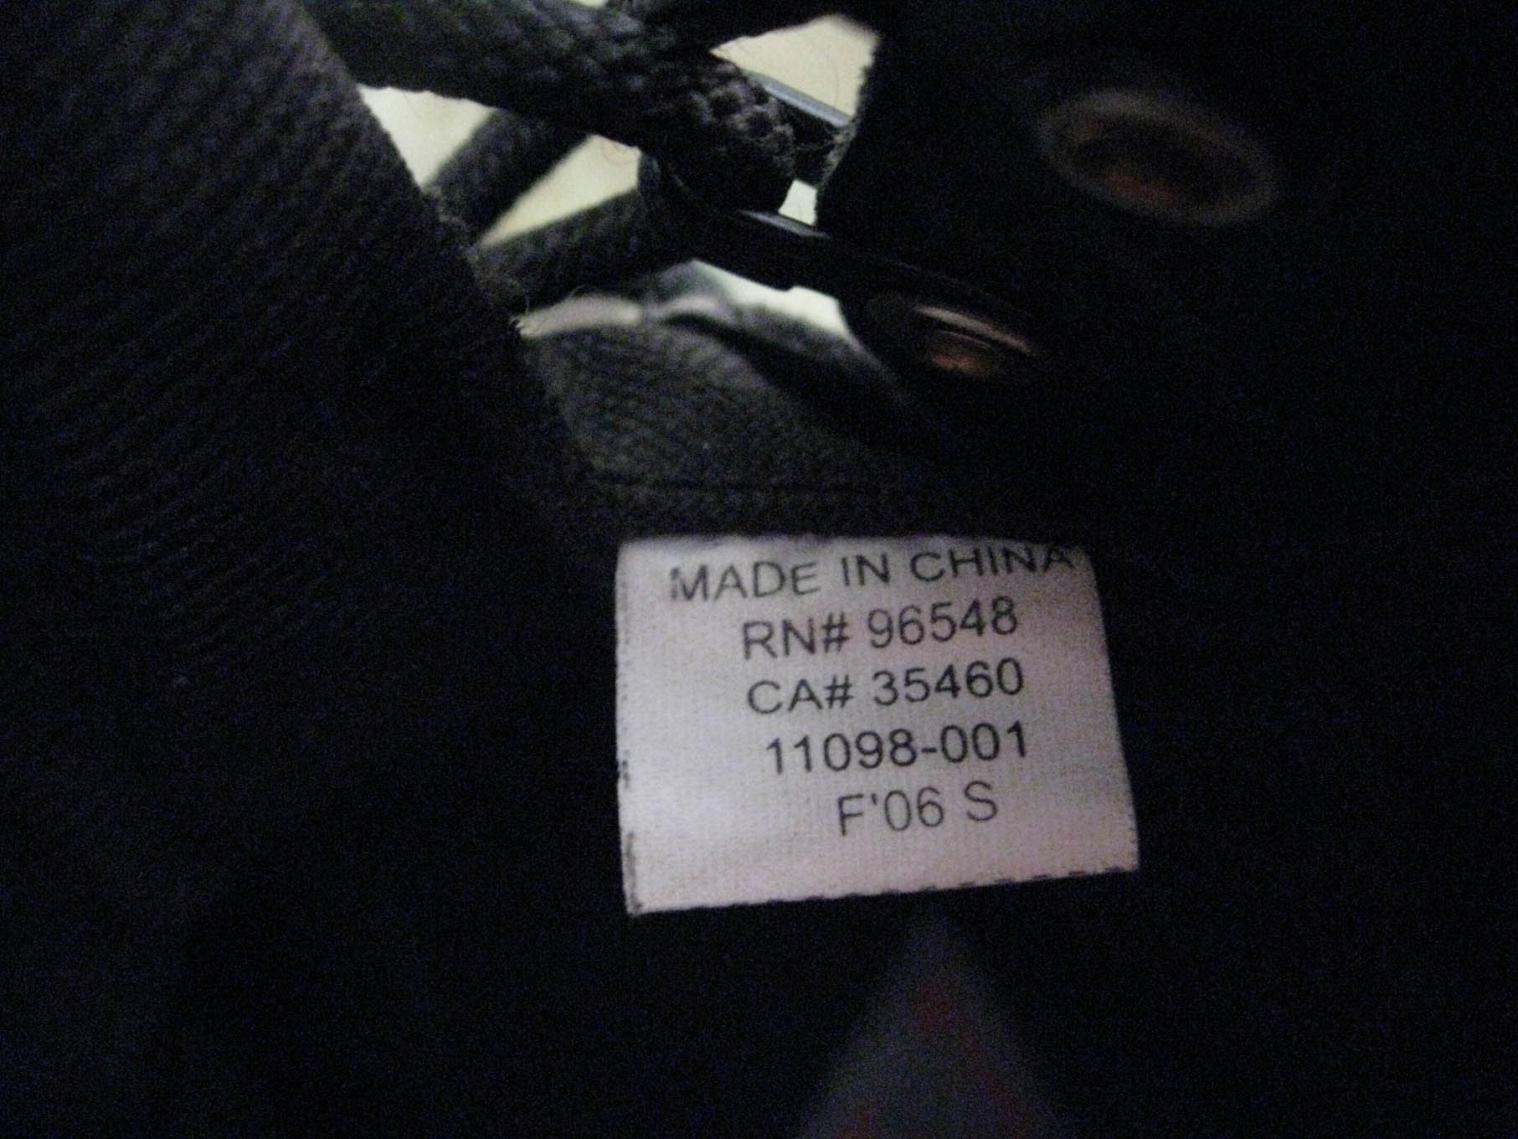 MADE IN CHINA
RN# 96548
CA# 35460
11098-001
F'06 S